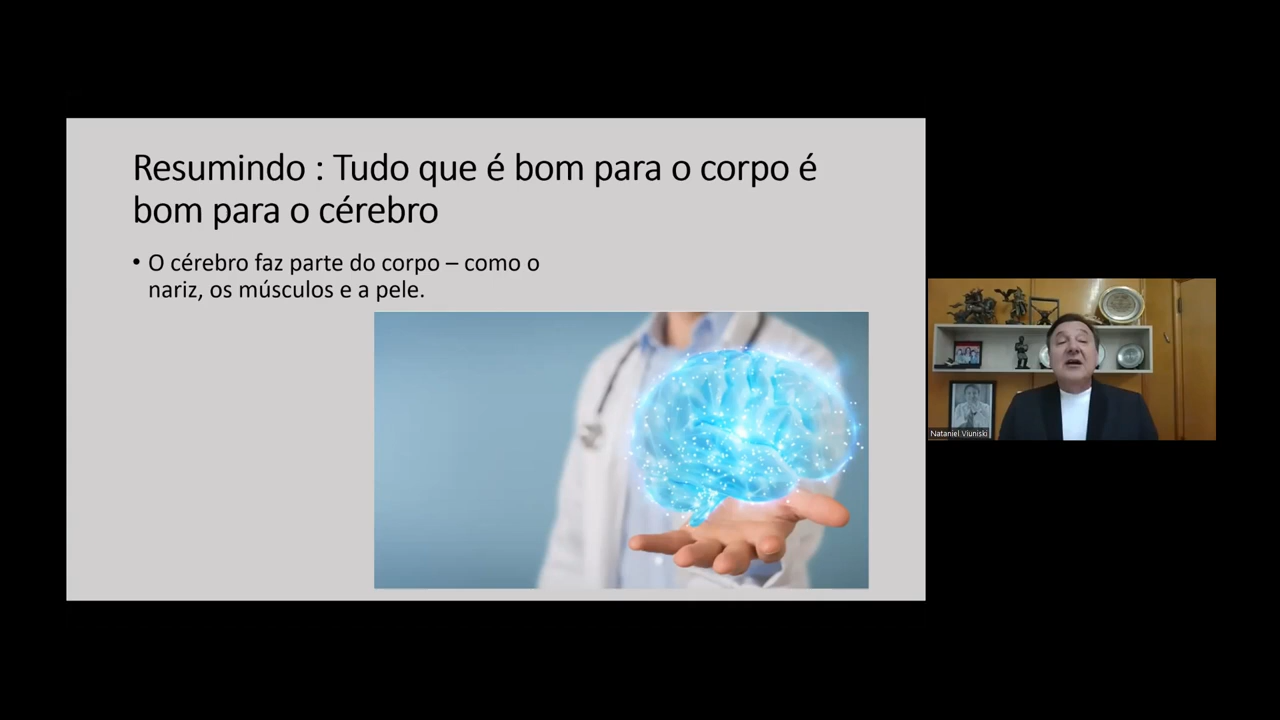 Resumindo : Tudo que é bom para o corpo é
bom para o cérebro
• O cérebro faz parte do corpo – como o
nariz, os músculos e a pele.
Nataniel Viuniski